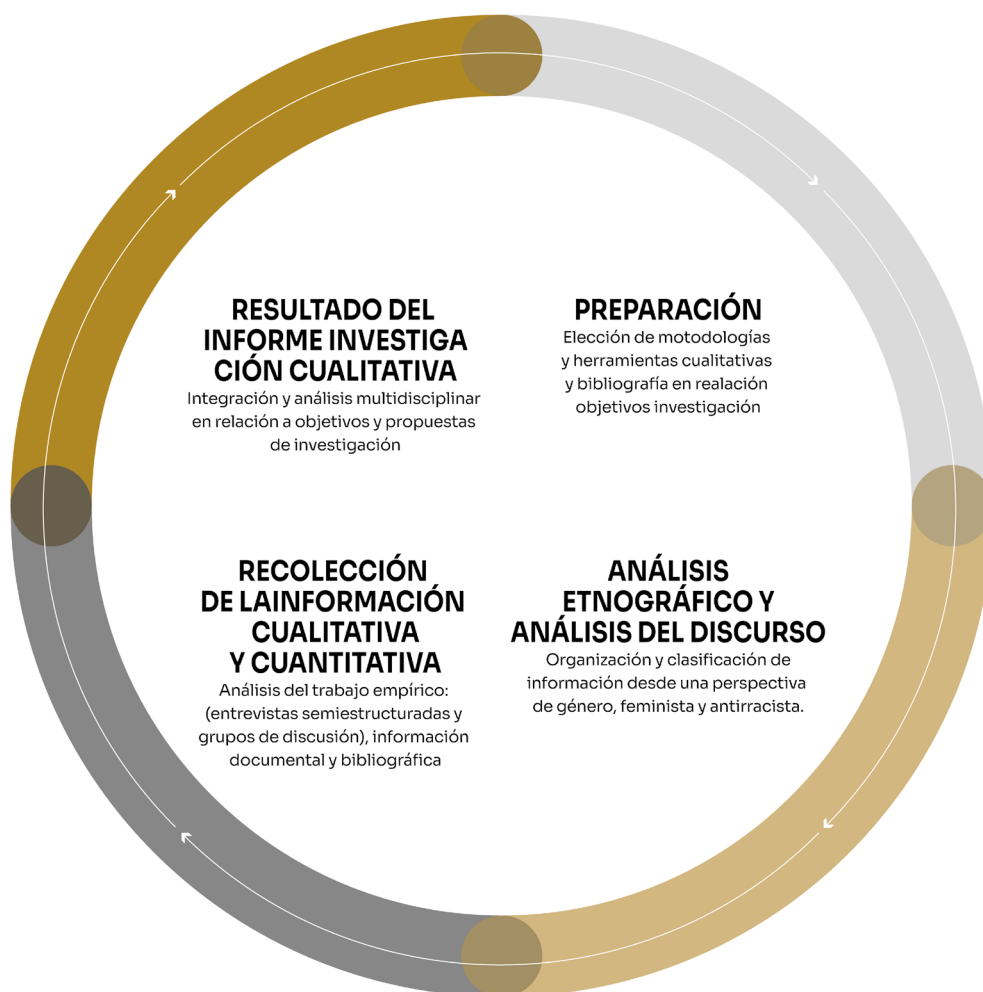 RESULTADO DEL
INFORME INVESTIGA
CIÓN CUALITATIVA
Integración y análisis multidisciplinar
en relación a objetivos y propuestas
de investigación
PREPARACIÓN
Elección de motodologías
y herramientas cualitativas
y bibliografía en realación
objetivos investigación
RECOLECCIÓN
DE LAINFORMACIÓN
CUALITATIVA
Y CUANTITATIVA
Análisis del trabajo empírico:
(entrevistas semiestructuradas y
grupos de discusión), información
documental y bibliográfica
ANÁLISIS
ETNOGRÁFICO Y
ANÁLISIS DEL DISCURSO
Organización y clasificación de
información desde una perspectiva
de género, feminista y antirracista.